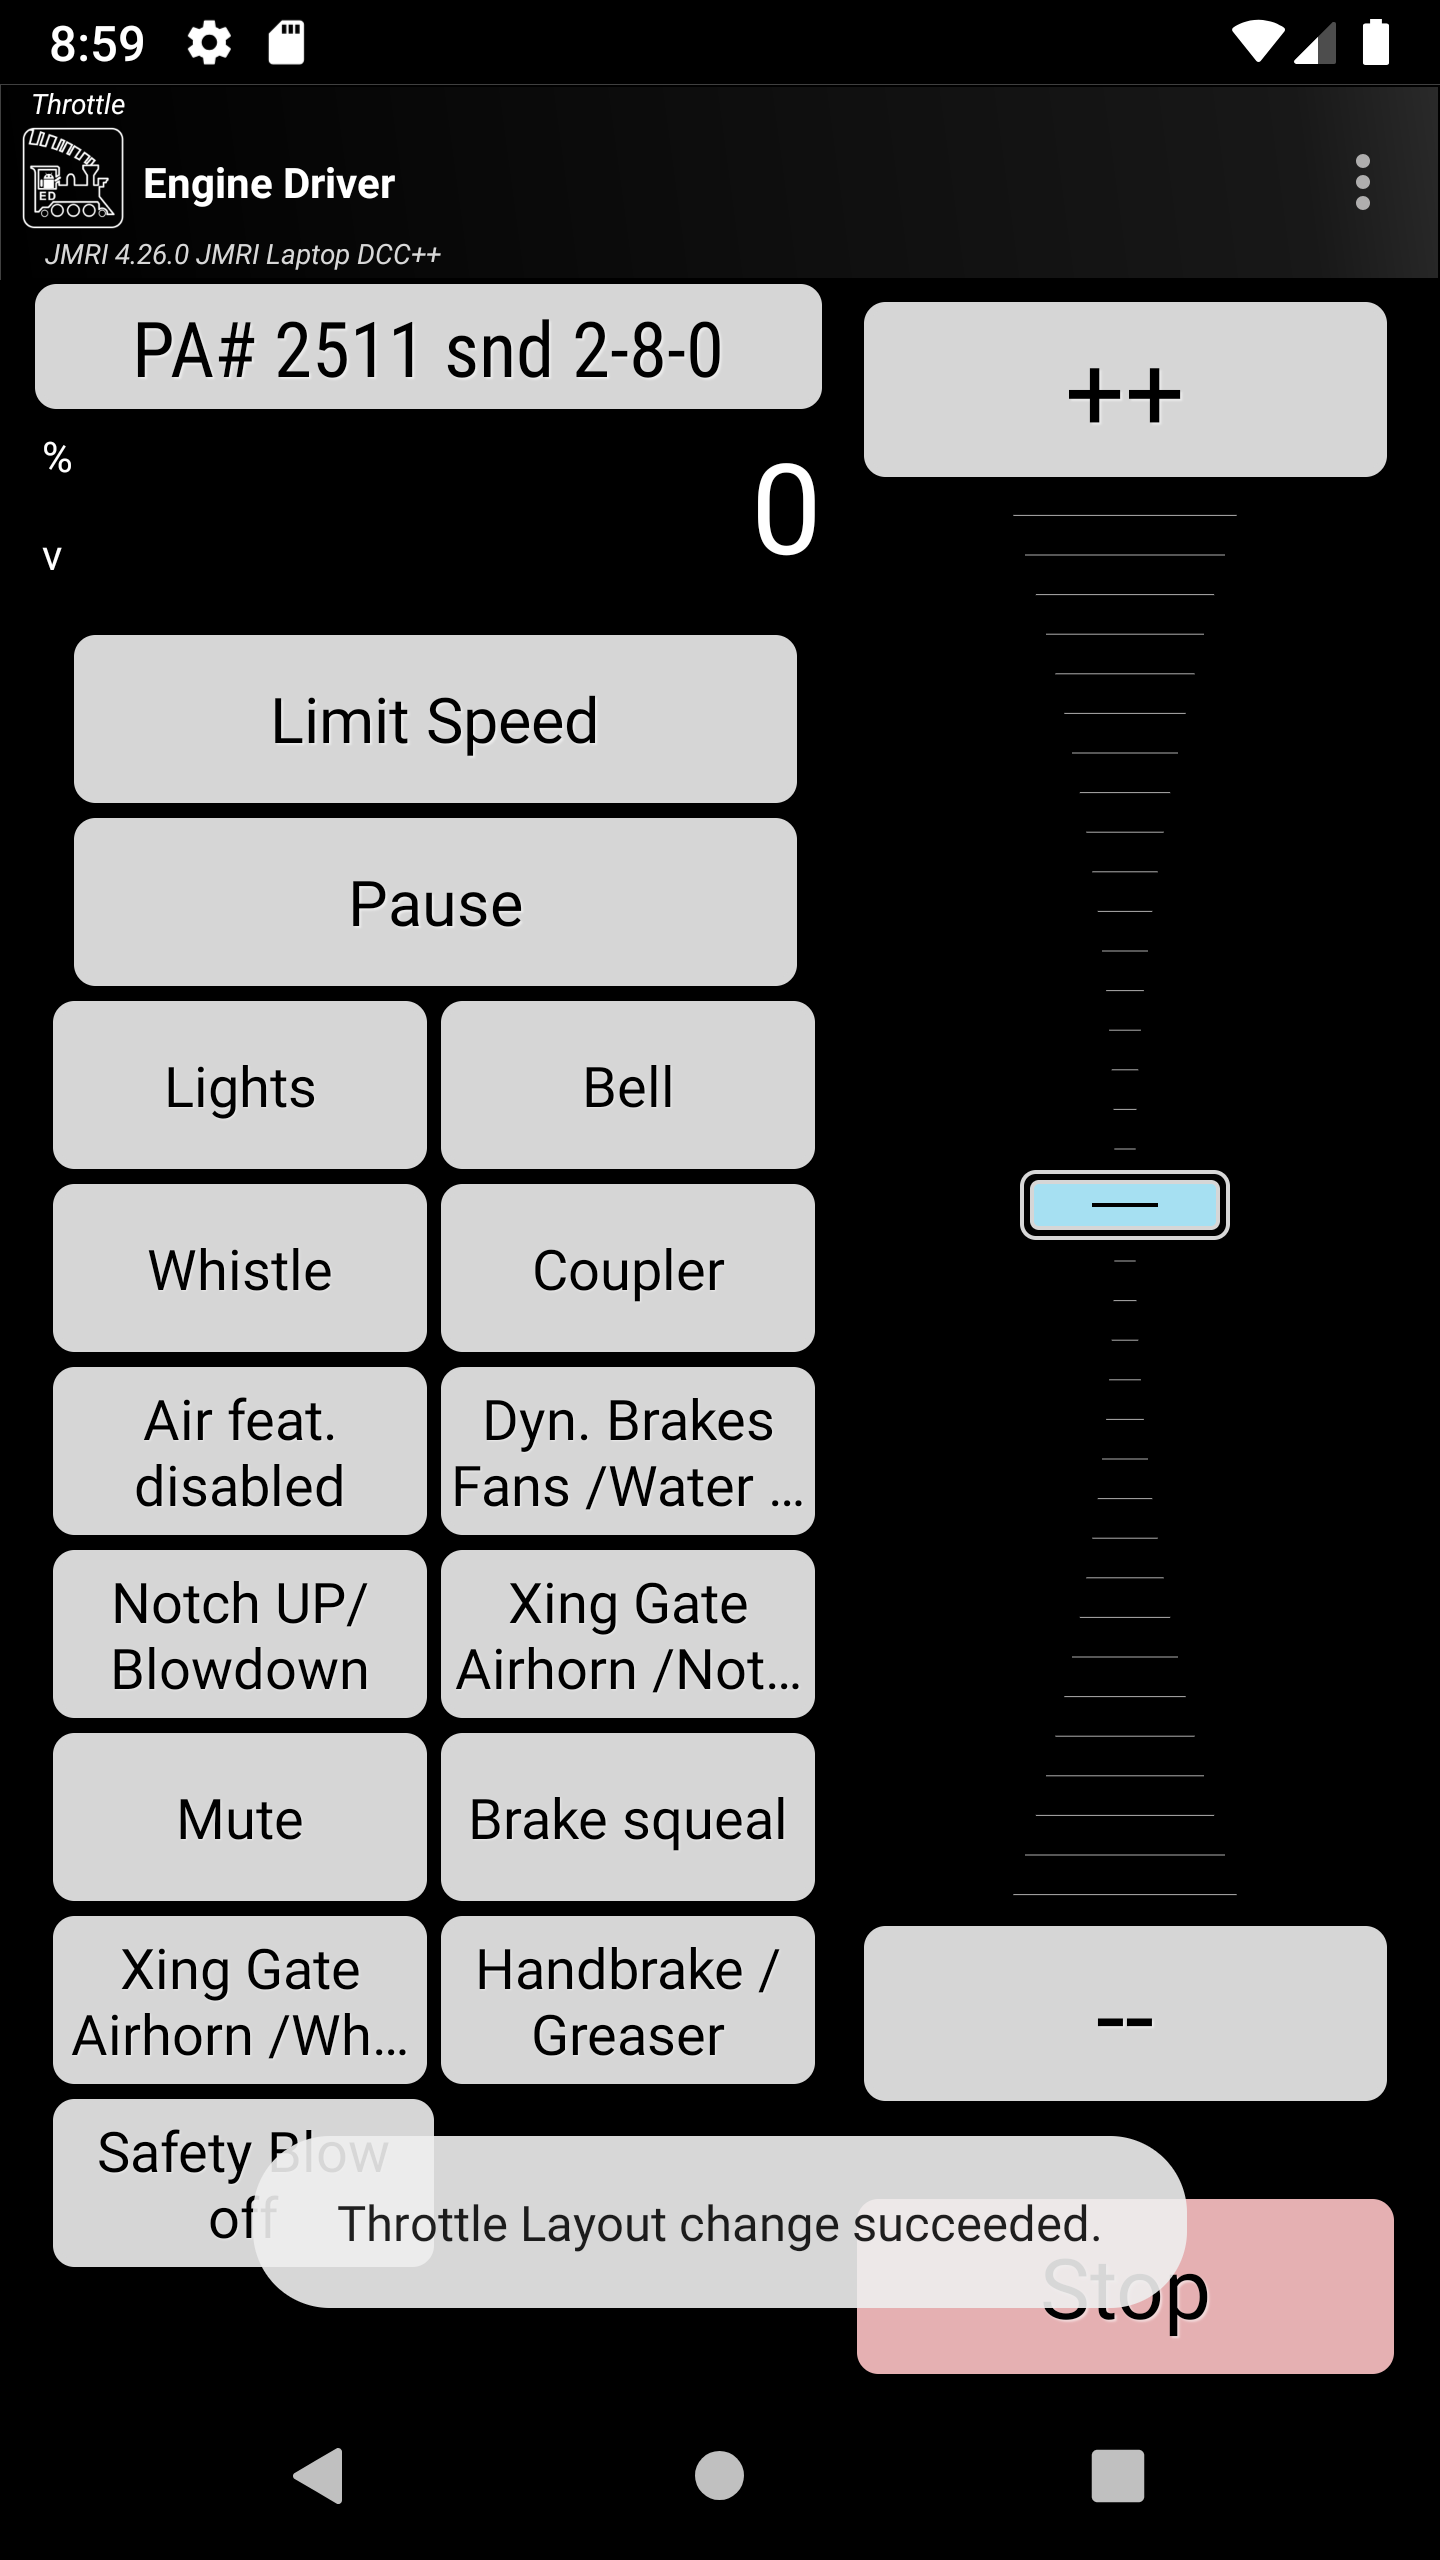 8:59
Throttle
ED
Engine Driver
JMRI 4.26.0 JMRI Laptop DCC++
PA# 2511 snd 2-8-0
++
%
0
v
Limit Speed
Pause
Lights
Bell
Whistle
Coupler
Air feat.
disabled
Dyn. Brakes
Fans /Water ...
Notch UP/
Blowdown
Xing Gate
Airhorn /Not...
Mute
Brake squeal
Xing Gate
Airhorn /Wh...
Handbrake /
Greaser
--
Safety Blow
off
Throttle Layout change succeeded.
Stop